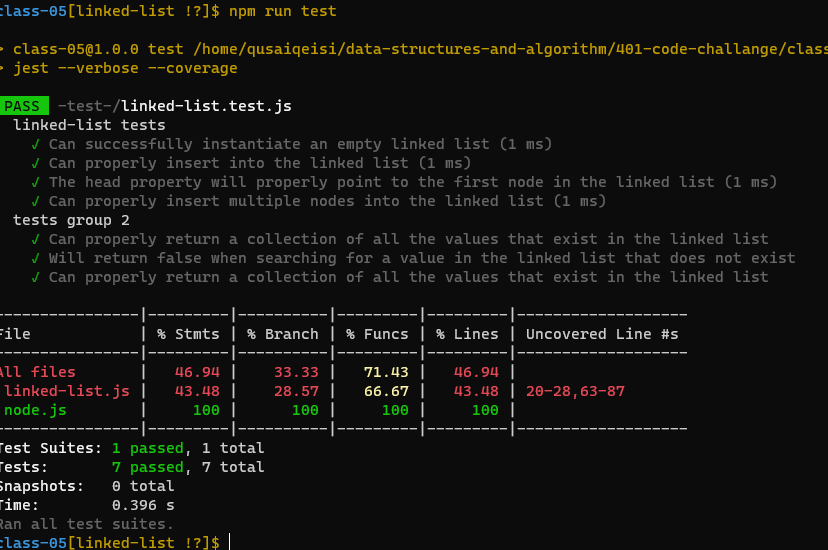 class-05[linked-list !?]$ npm run test
> class-05@1.0.0 test /home/qusaiqeisi/data-structures-and-algorithm/401-code-challange/class
> jest --verbose --coverage
PASS -test-/linked-list.test.js
linked-list tests
√ Can successfully instantiate an empty linked list (1 ms)
√ Can properly insert into the linked list (1 ms)
√ The head property will properly point to the first node in the linked list (1 ms)
√ Can properly insert multiple nodes into the linked list (1 ms)
tests group 2
√ Can properly return a collection of all the values that exist in the linked list
√ Will return false when searching for a value in the linked list that does not exist
√ Can properly return a collection of all the values that exist in the linked list
---------------|---------|----------|---------|---------|-------------------
File | % Stmts | % Branch | % Funcs | % Lines | Uncovered Line #s
---------------|---------|----------|---------|---------|-------------------
All files | 46.94 | 33.33 | 71.43 | 46.94 |
linked-list.js | 43.48 | 28.57 | 66.67 | 43.48 | 20-28,63-87
node.js | 100 | 100 | 100 | 100 |
---------------|---------|----------|---------|---------|-------------------
Test Suites: 1 passed, 1 total
Tests: 7 passed, 7 total
Snapshots: 0 total
Time: 0.396 s
Ran all test suites.
class-05[linked-list !?]$